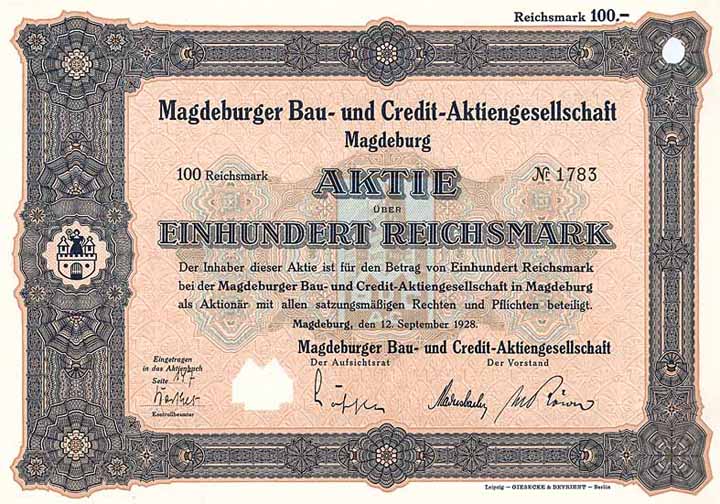 Reichsmark 100,–
Magdeburger Bau- und Credit-Aktiengesellschaft
Magdeburg
100 Reichsmark
AKTIE
№ 1783
ÜBER
EINHUNDERT REICHSMARK
Der Inhaber dieser Aktie ist für den Betrag von Einhundert Reichsmark
bei der Magdeburger Bau- und Credit-Aktiengesellschaft in Magdeburg
als Aktionär mit allen satzungsmäßigen Rechten und Pflichten beteiligt.
Magdeburg, den 12. September 1928.
Magdeburger Bau- und Credit-Aktiengesellschaft
Der Aufsichtsrat
Der Vorstand
Eingetragen
in das Aktienbuch
Seite 147
Kontrollbeamter
Leipzig – GIESECKE & DEVRIENT – Berlin